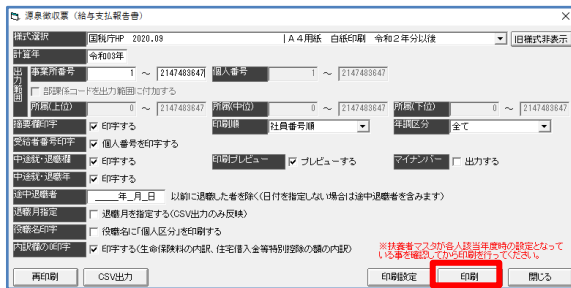 源泉徴収票（給与支払報告書）
様式選択 国税庁HP 2020.09 |A4用紙 白紙印刷 令和2年分以後 旧様式非表示
計算年 令和03年
出力範囲 事業所番号 1 ～ 2147483647 個人番号 1 ～ 2147483647
部課係コードを出力範囲に付加する
所属(上位) 0 ～ 2147483647 所属(中位) 0 ～ 2147483647 所属(下位) 0 ～ 2147483647
摘要欄印字 印字する 印刷順 社員番号順 年調区分 全て
受給者番号印字 個人番号を印字する
中途就・退職欄 印字する 印刷プレビュー プレビューする マイナンバー 出力する
中途就・退職年 印字する
途中退職者 ____年_月_日 以前に退職した者を除く(日付を指定しない場合は途中退職者を含みます)
退職月指定 退職月を指定する(CSV出力のみ反映)
役職名印字 役職名に「個人区分」を印刷する
内訳欄の0印字 印字する(生命保険料の内訳、住宅借入金等特別控除の額の内訳)
※扶養者マスタが各人該当年度時の設定となって
いる事を確認してから印刷を行ってください。
再印刷 CSV出力 印刷設定 印刷 閉じる